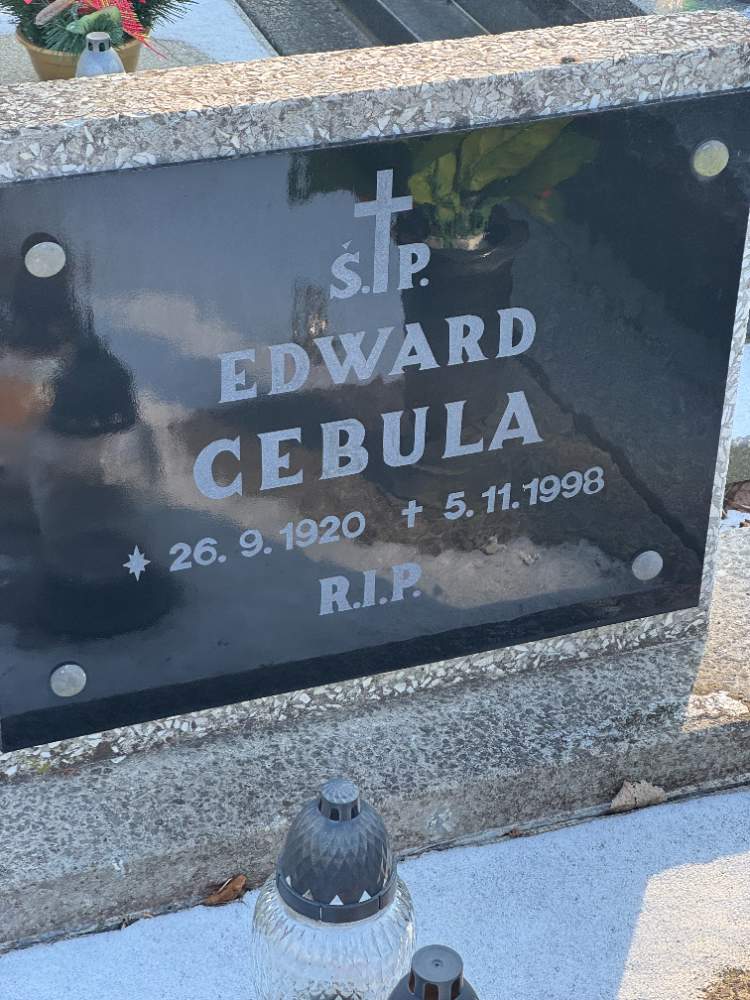 Ś.P.
EDWARD
CEBULA
* 26. 9. 1920 † 5. 11. 1998
R.I.P.